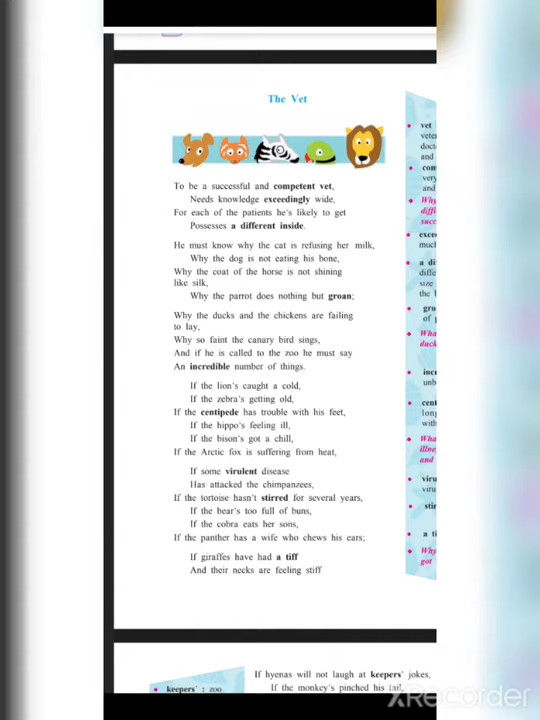 The Vet
To be a successful and competent vet,
Needs knowledge exceedingly wide,
For each of the patients he's likely to get
Possesses a different inside.
He must know why the cat is refusing her milk,
Why the dog is not eating his bone,
Why the coat of the horse is not shining
like silk,
Why the parrot does nothing but groan;
Why the ducks and the chickens are failing
to lay,
Why so faint the canary bird sings,
And if he is called to the zoo he must say
An incredible number of things.
If the lion's caught a cold,
If the zebra's getting old,
If the centipede has trouble with his feet,
If the hippo's feeling ill,
If the bison's got a chill,
If the Arctic fox is suffering from heat,
If some virulent disease
Has attacked the chimpanzees,
If the tortoise hasn't stirred for several years,
If the bear's too full of buns,
If the cobra eats her sons,
If the panther has a wife who chews his ears;
If giraffes have had a tiff
And their necks are feeling stiff
vet
veter
docto
and
com
very
and
Why
diffi
succ
excee
much
a di
diffe
size
the l
gro
of p
Wha
duck
incr
unb
cent
long
with
Wha
illne
and
viru
viru
stir
a ti
Why
got
If hyenas will not laugh at keepers' jokes,
If the monkey's pinched his tail,
keepers' : zoo
XRecorder